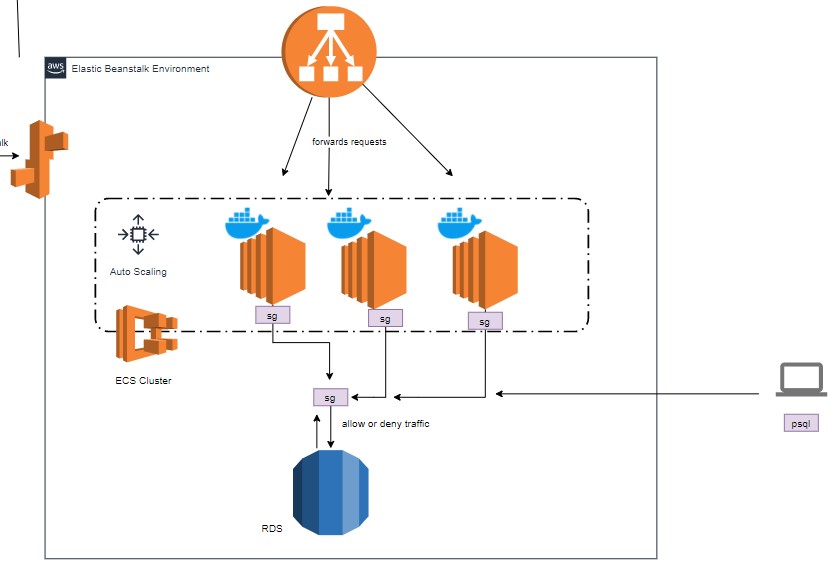 aws
Elastic Beanstalk Environment
forwards requests
Auto Scaling
sg
sg
sg
ECS Cluster
sg
allow or deny traffic
psql
RDS